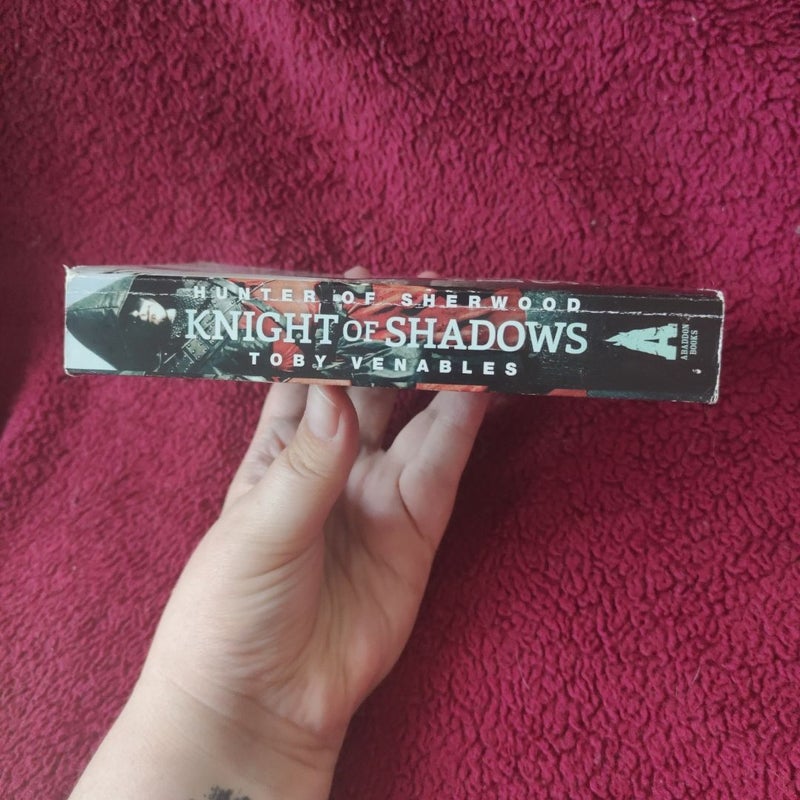 HUNTER OF SHERWOOD
KNIGHT OF SHADOWS
TOBY VENABLES
A
ABADDON
BOOKS